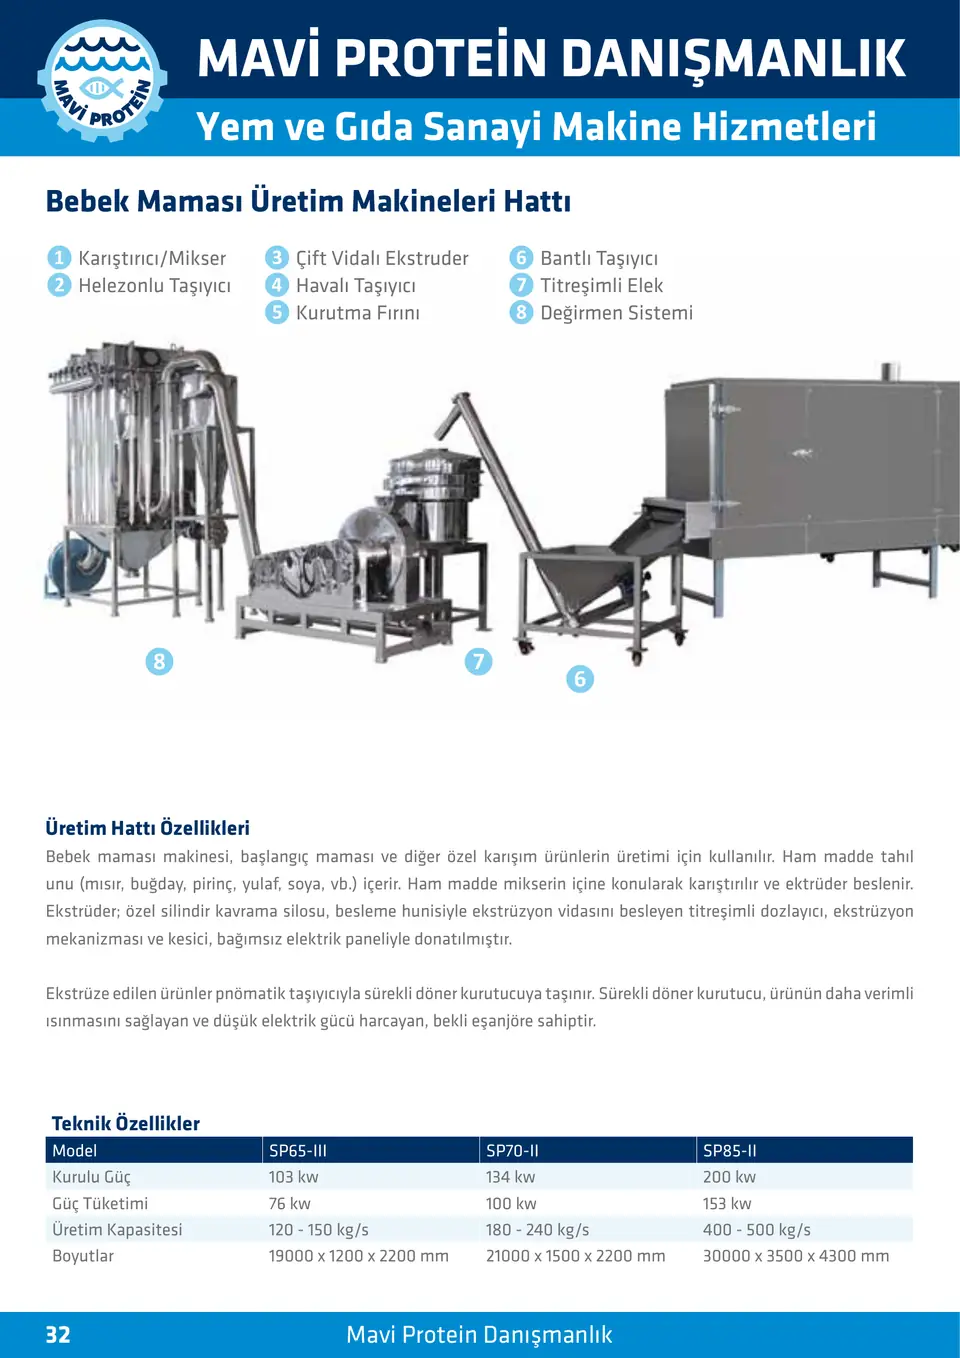 MAVİ PROTEİN
MAVİ PROTEİN DANIŞMANLIK
Yem ve Gıda Sanayi Makine Hizmetleri
Bebek Maması Üretim Makineleri Hattı
1 Karıştırıcı/Mikser
2 Helezonlu Taşıyıcı
3 Çift Vidalı Ekstruder
4 Havalı Taşıyıcı
5 Kurutma Fırını
6 Bantlı Taşıyıcı
7 Titreşimli Elek
8 Değirmen Sistemi
8
7
6
Üretim Hattı Özellikleri
Bebek maması makinesi, başlangıç maması ve diğer özel karışım ürünlerin üretimi için kullanılır. Ham madde tahıl
unu (mısır, buğday, pirinç, yulaf, soya, vb.) içerir. Ham madde mikserin içine konularak karıştırılır ve ektrüder beslenir.
Ekstrüder; özel silindir kavrama silosu, besleme hunisiyle ekstrüzyon vidasını besleyen titreşimli dozlayıcı, ekstrüzyon
mekanizması ve kesici, bağımsız elektrik paneliyle donatılmıştır.
Ekstrüze edilen ürünler pnömatik taşıyıcıyla sürekli döner kurutucuya taşınır. Sürekli döner kurutucu, ürünün daha verimli
ısınmasını sağlayan ve düşük elektrik gücü harcayan, bekli eşanjöre sahiptir.
Teknik Özellikler
Model SP65-III SP70-II SP85-II
Kurulu Güç 103 kw 134 kw 200 kw
Güç Tüketimi 76 kw 100 kw 153 kw
Üretim Kapasitesi 120 - 150 kg/s 180 - 240 kg/s 400 - 500 kg/s
Boyutlar 19000 x 1200 x 2200 mm 21000 x 1500 x 2200 mm 30000 x 3500 x 4300 mm
32 Mavi Protein Danışmanlık